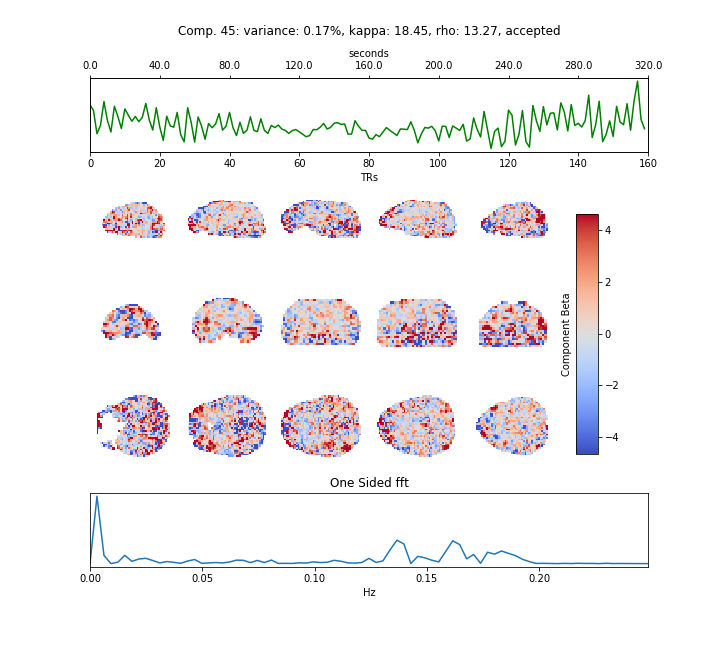 Comp. 45: variance: 0.17%, kappa: 18.45, rho: 13.27, accepted
seconds
0.0 40.0 80.0 120.0 160.0 200.0 240.0 280.0 320.0
0 20 40 60 80 100 120 140 160
TRs
4
2
0
−2
−4
Component Beta
One Sided fft
0.00 0.05 0.10 0.15 0.20
Hz